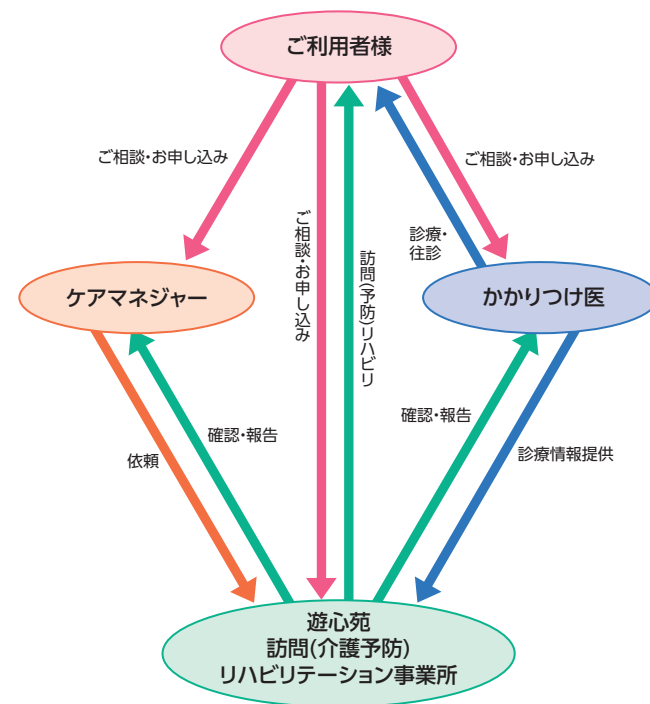 ご利用者様
ご相談・お申し込み
ご相談・お申し込み
診療・
往診
ご相談・お申し込み
訪問(予防)リハビリ
ケアマネジャー
かかりつけ医
確認・報告
確認・報告
依頼
診療情報提供
遊心苑
訪問(介護予防)
リハビリテーション事業所